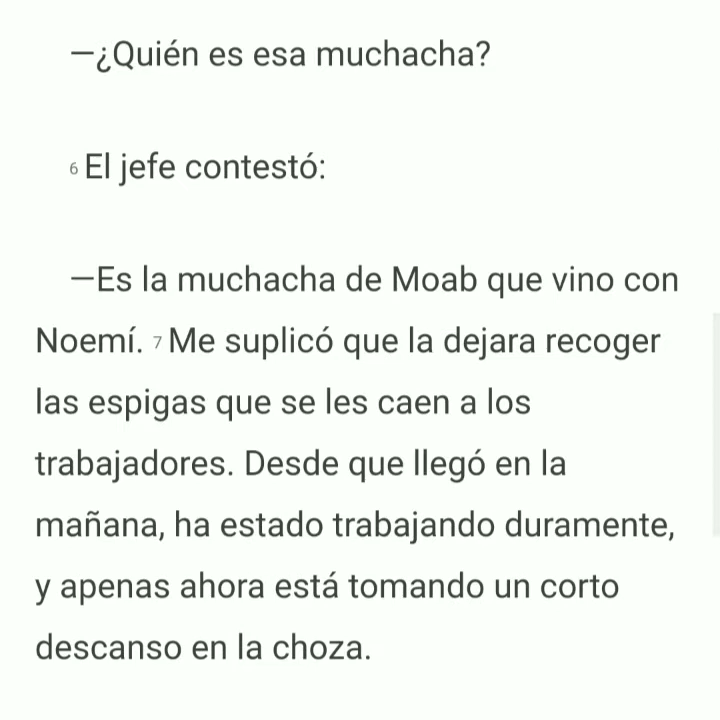 —¿Quién es esa muchacha?
6 El jefe contestó:
—Es la muchacha de Moab que vino con
Noemí. 7 Me suplicó que la dejara recoger
las espigas que se les caen a los
trabajadores. Desde que llegó en la
mañana, ha estado trabajando duramente,
y apenas ahora está tomando un corto
descanso en la choza.